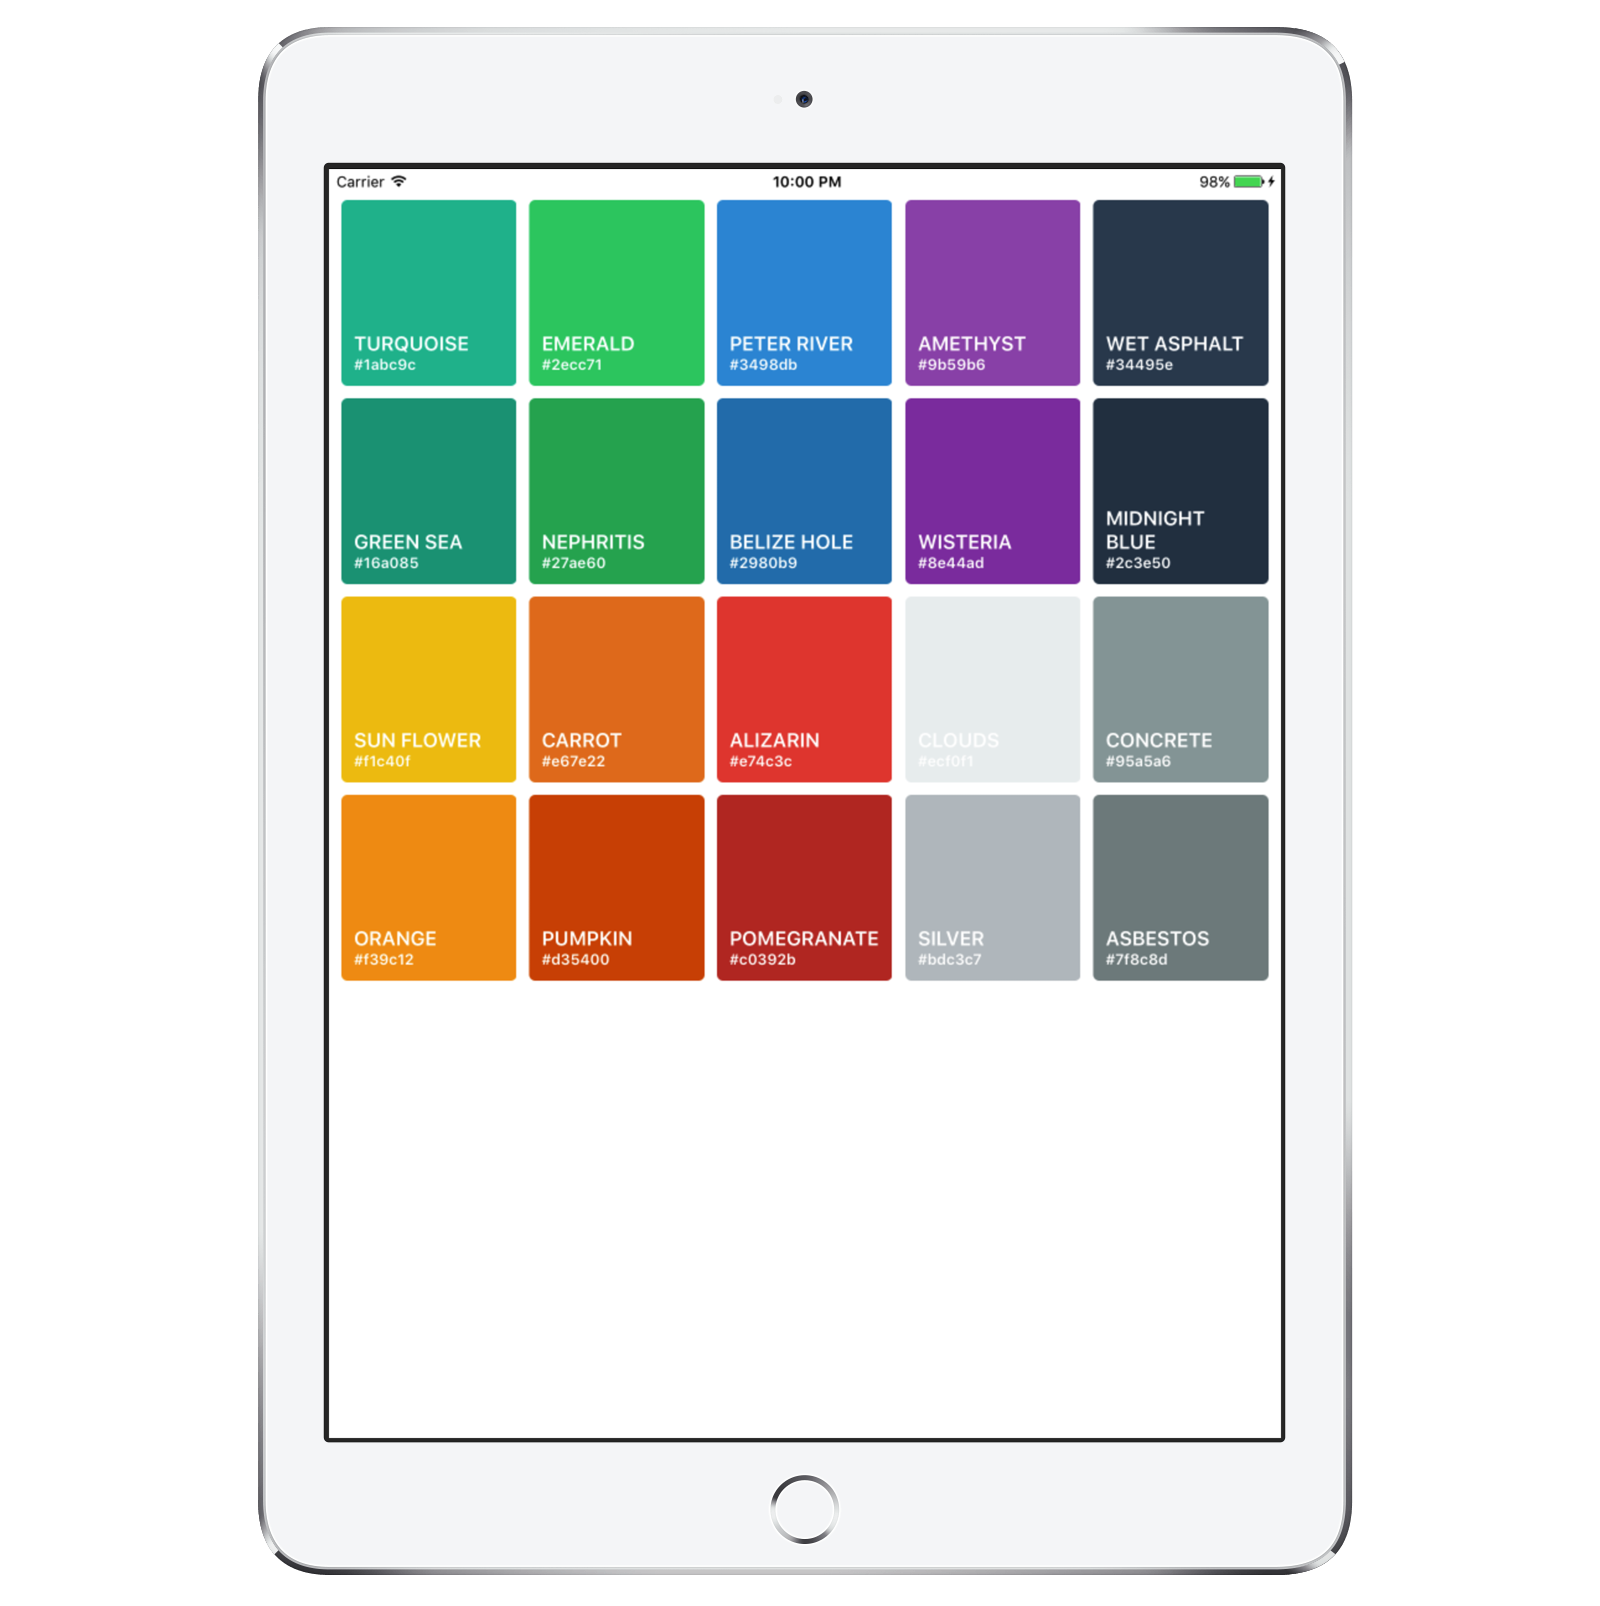 Carrier
10:00 PM
98%
TURQUOISE
#1abc9c
EMERALD
#2ecc71
PETER RIVER
#3498db
AMETHYST
#9b59b6
WET ASPHALT
#34495e
GREEN SEA
#16a085
NEPHRITIS
#27ae60
BELIZE HOLE
#2980b9
WISTERIA
#8e44ad
MIDNIGHT
BLUE
#2c3e50
SUN FLOWER
#f1c40f
CARROT
#e67e22
ALIZARIN
#e74c3c
CLOUDS
#ecf0f1
CONCRETE
#95a5a6
ORANGE
#f39c12
PUMPKIN
#d35400
POMEGRANATE
#c0392b
SILVER
#bdc3c7
ASBESTOS
#7f8c8d